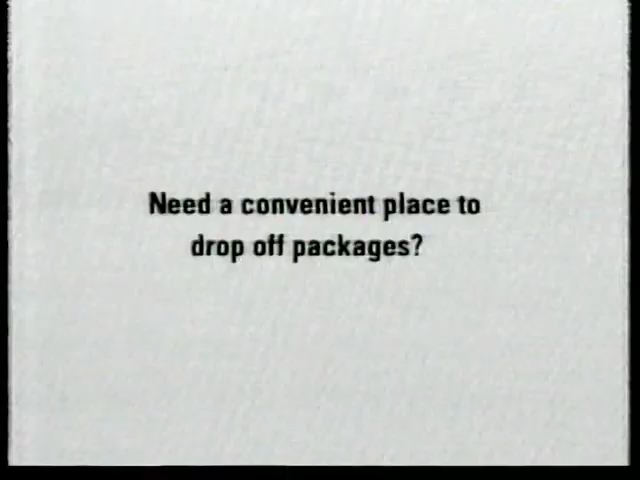 Need a convenient place to
drop off packages?